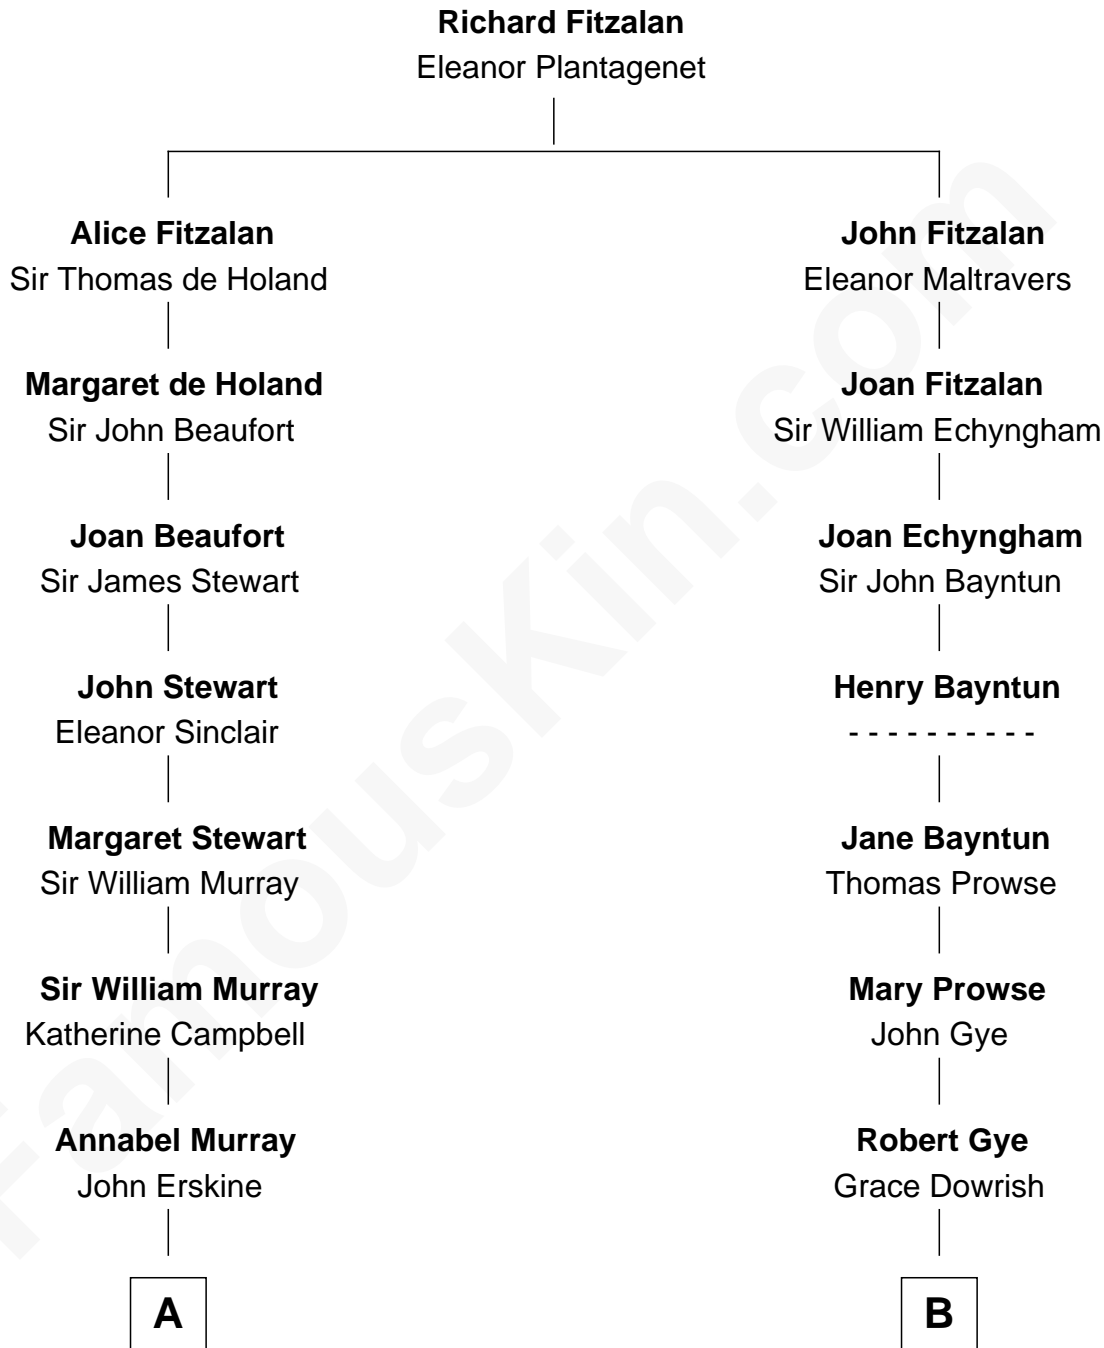 Richard Fitzalan
Eleanor Plantagenet
Alice Fitzalan
Sir Thomas de Holand
Margaret de Holand
Sir John Beaufort
Joan Beaufort
Sir James Stewart
John Stewart
Eleanor Sinclair
Margaret Stewart
Sir William Murray
Sir William Murray
Katherine Campbell
Annabel Murray
John Erskine
A
John Fitzalan
Eleanor Maltravers
Joan Fitzalan
Sir William Echyngham
Joan Echyngham
Sir John Bayntun
Henry Bayntun
- - - - - - - - - -
Jane Bayntun
Thomas Prowse
Mary Prowse
John Gye
Robert Gye
Grace Dowrish
B
FamousKin.com